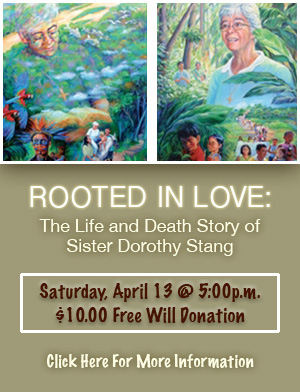 ROOTED IN LOVE:
The Life and Death Story of
Sister Dorothy Stang
Saturday, April 13 @ 5:00p.m.
$10.00 Free Will Donation
Click Here For More Information